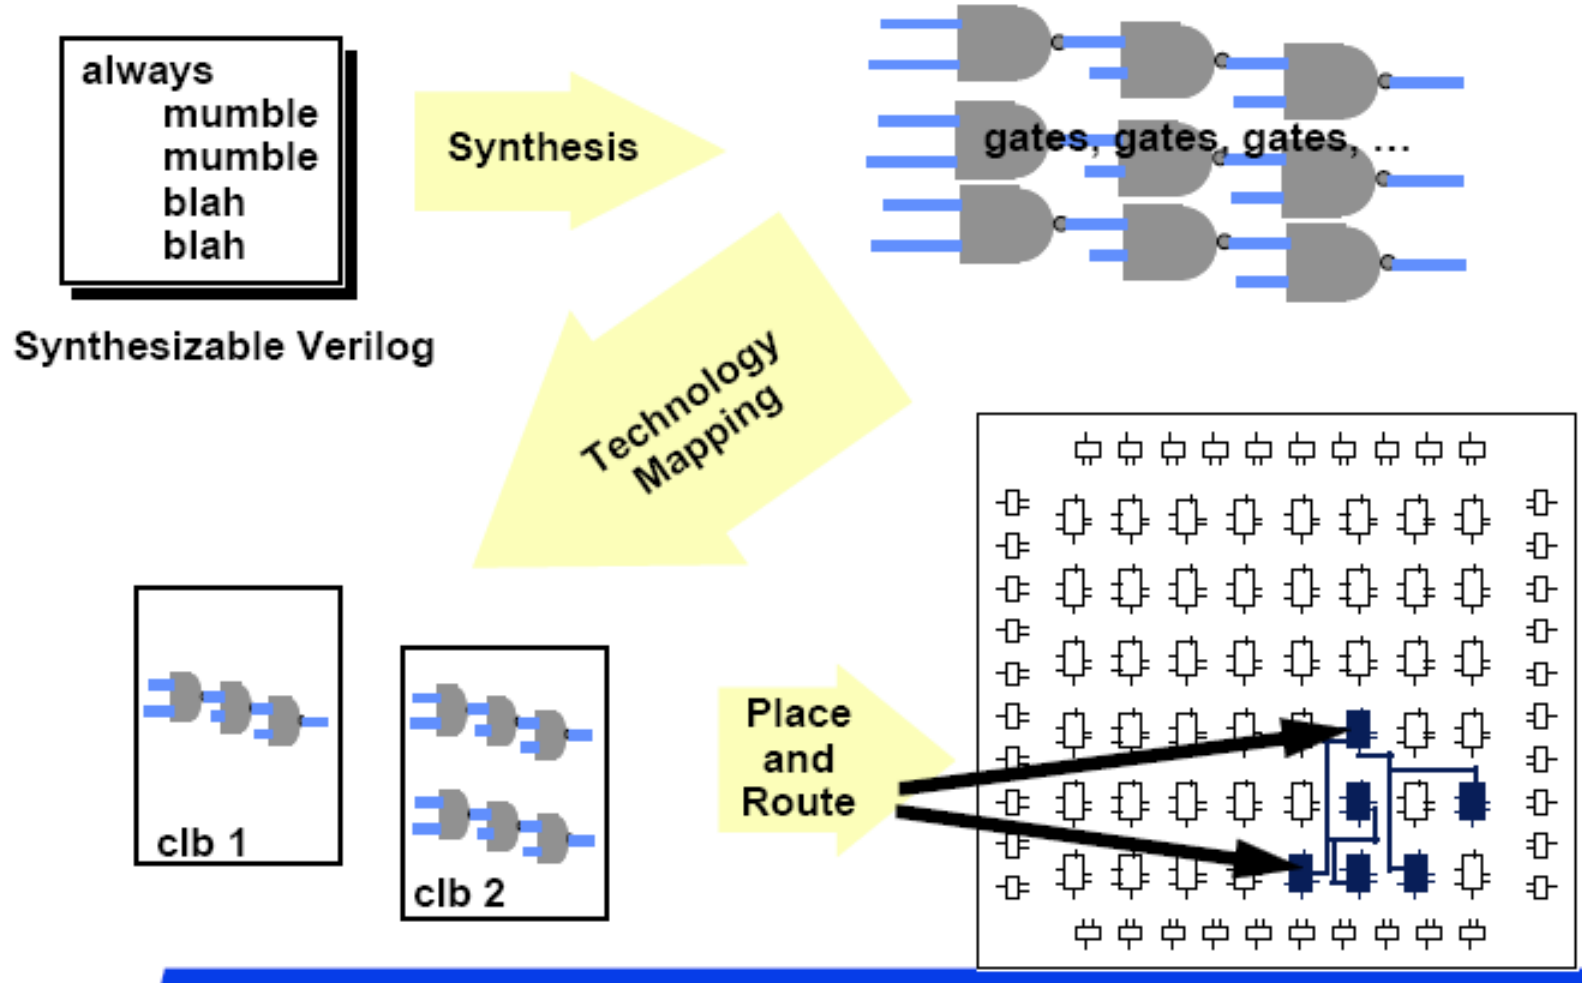 always
mumble
mumble
blah
blah
Synthesizable Verilog
Synthesis
gates, gates, gates, ...
Technology
Mapping
clb 1
clb 2
Place
and
Route